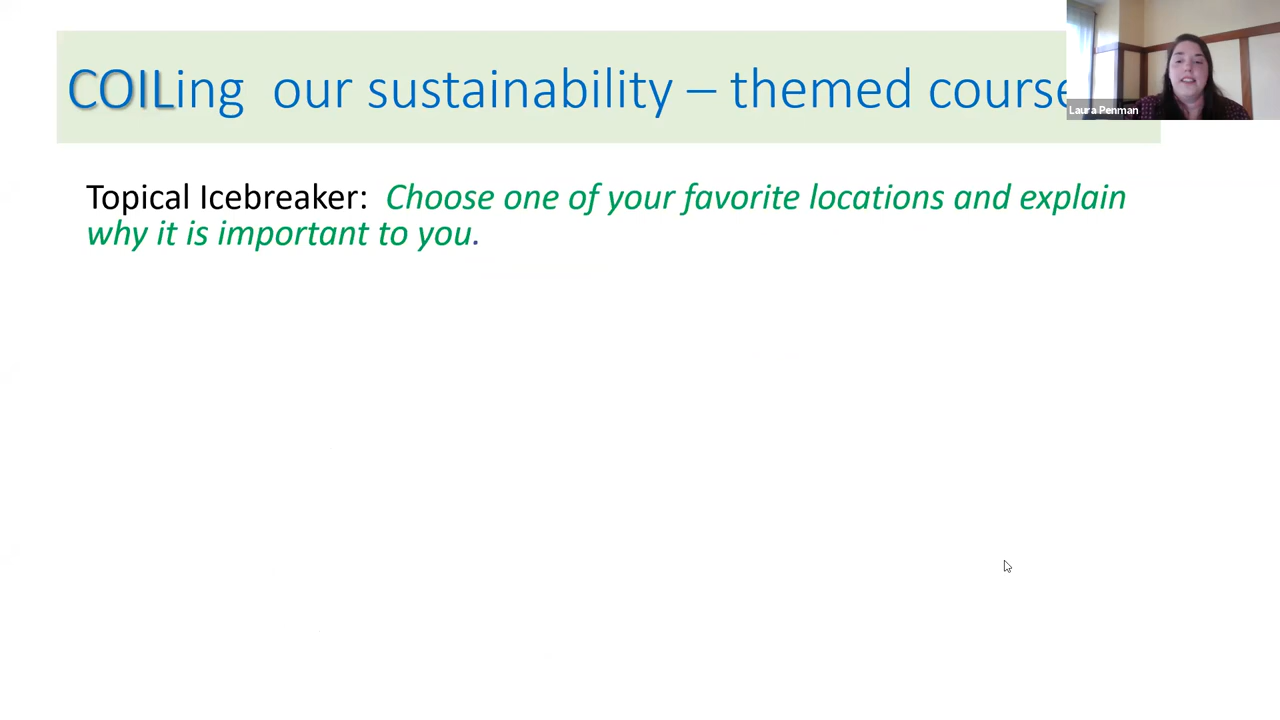 COILing our sustainability – themed course
Laura Penman
Topical Icebreaker: Choose one of your favorite locations and explain
why it is important to you.